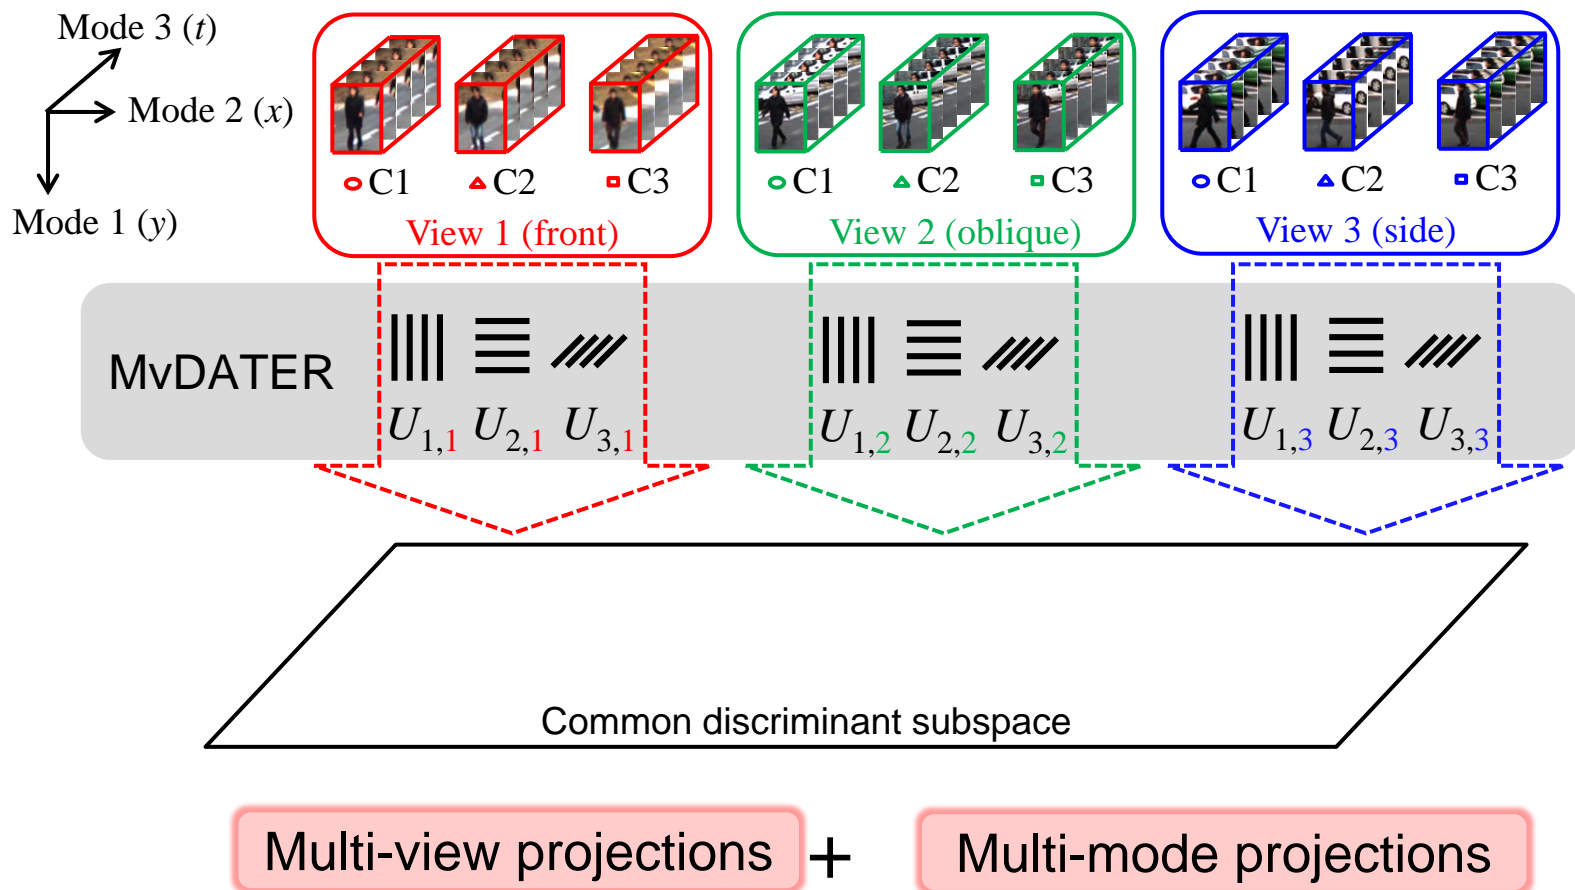 Mode 3 (t)
Mode 2 (x)
Mode 1 (y)
C1 C2 C3
View 1 (front)
C1 C2 C3
View 2 (oblique)
C1 C2 C3
View 3 (side)
MvDATER
U1,1 U2,1 U3,1
U1,2 U2,2 U3,2
U1,3 U2,3 U3,3
Common discriminant subspace
Multi-view projections + Multi-mode projections